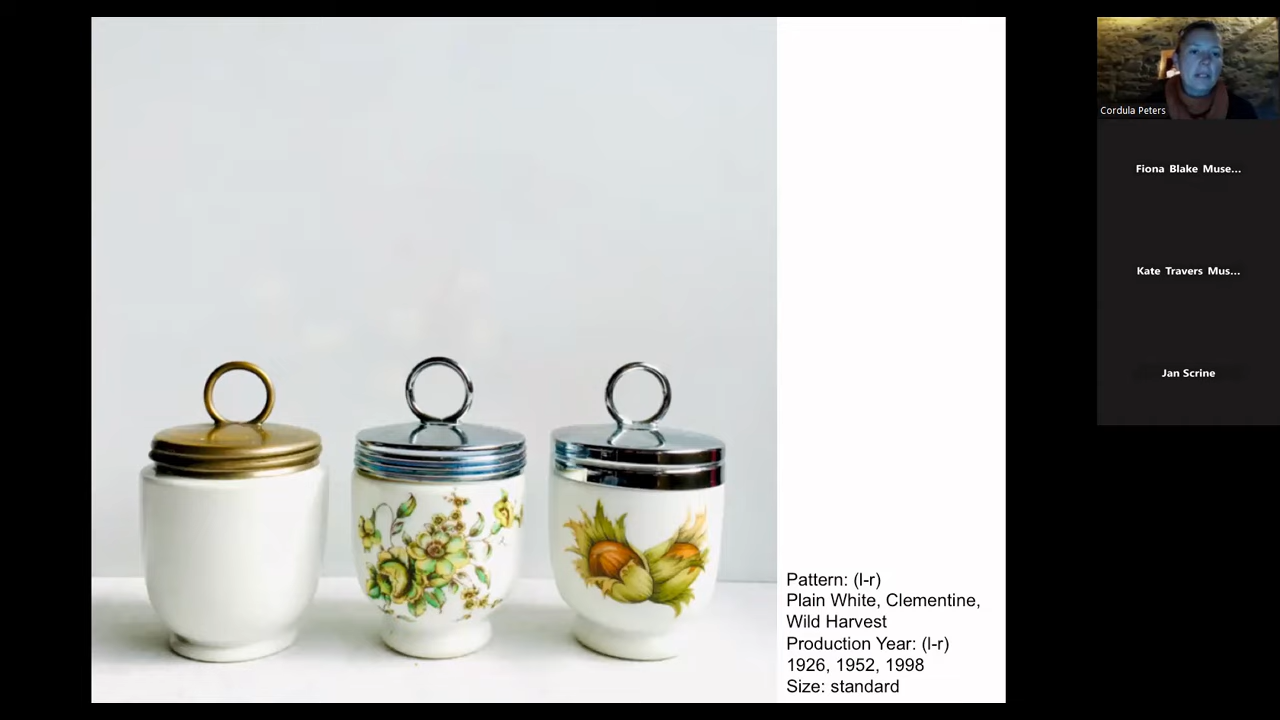 Pattern: (l-r)
Plain White, Clementine,
Wild Harvest
Production Year: (l-r)
1926, 1952, 1998
Size: standard
Cordula Peters
Fiona Blake Muse...
Kate Travers Mus...
Jan Scrine